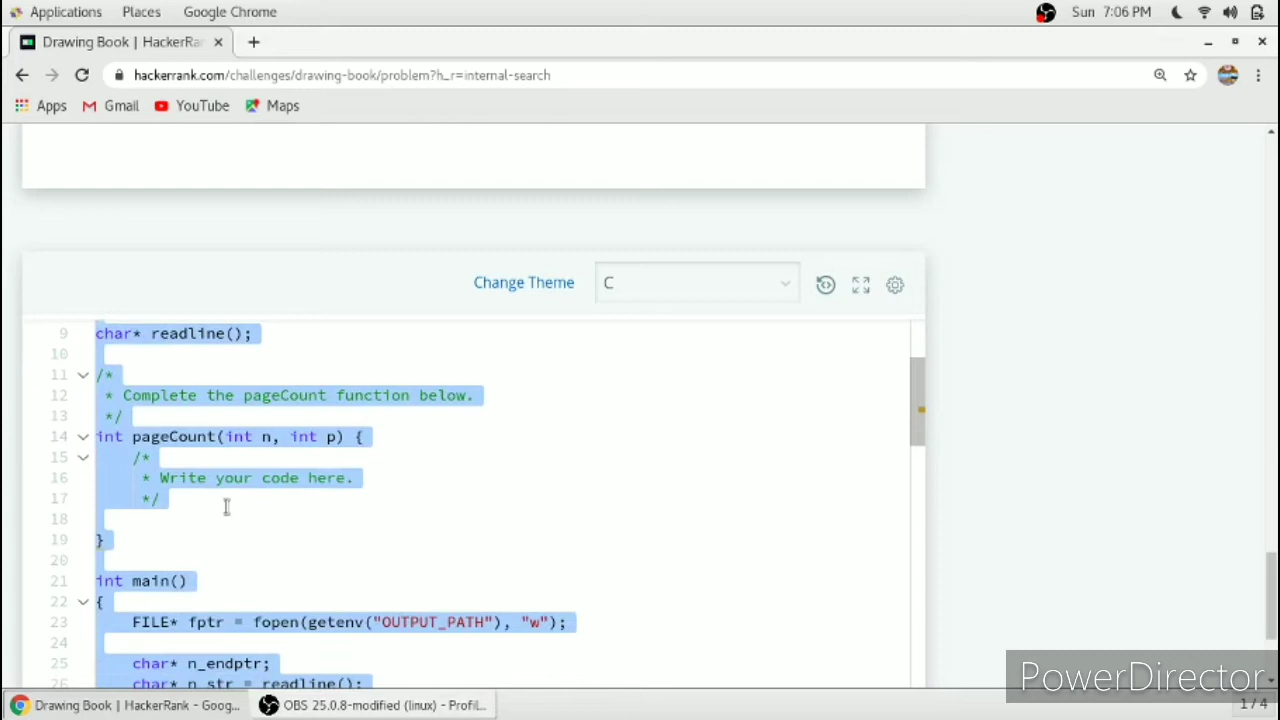 Applications Places Google Chrome Sun 7:06 PM
Drawing Book | HackerRa
hackerrank.com/challenges/drawing-book/problem?h_r=internal-search
Apps Gmail YouTube Maps
Change Theme C
9 char* readline();
10
11 /*
12 * Complete the pageCount function below.
13 */
14 int pageCount(int n, int p) {
15 /*
16 * Write your code here.
17 */
18
19 }
20
21 int main()
22 {
23 FILE* fptr = fopen(getenv("OUTPUT_PATH"), "w");
24
25 char* n_endptr;
26 char* n_str = readline();
PowerDirector
Drawing Book | HackerRank - Goog... OBS 25.0.8-modified (linux) - Profil... 1 / 4